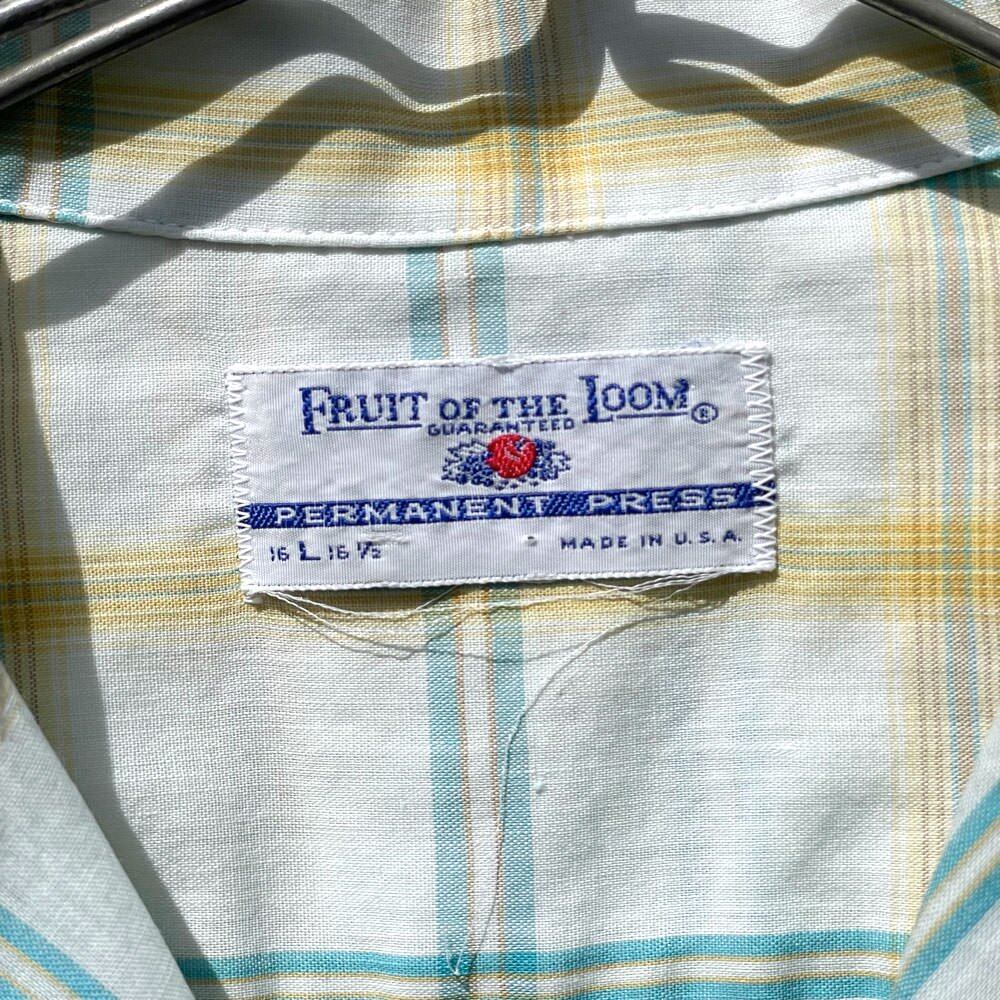 FRUIT OF THE LOOM®
GUARANTEED
PERMANENT PRESS
16 L 16 1/2 MADE IN U.S.A.